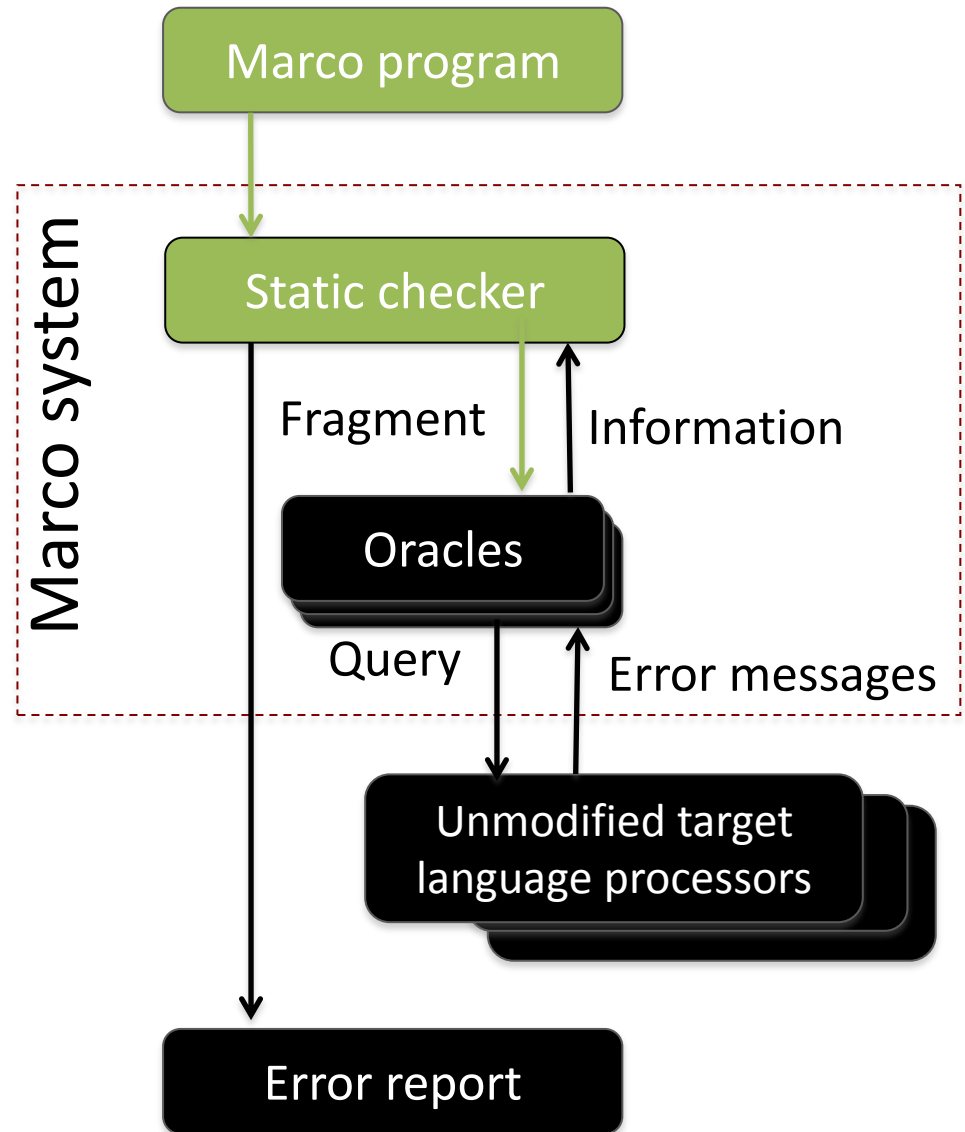 Marco program
Marco system
Static checker
Fragment
Information
Oracles
Query
Error messages
Unmodified target
language processors
Error report